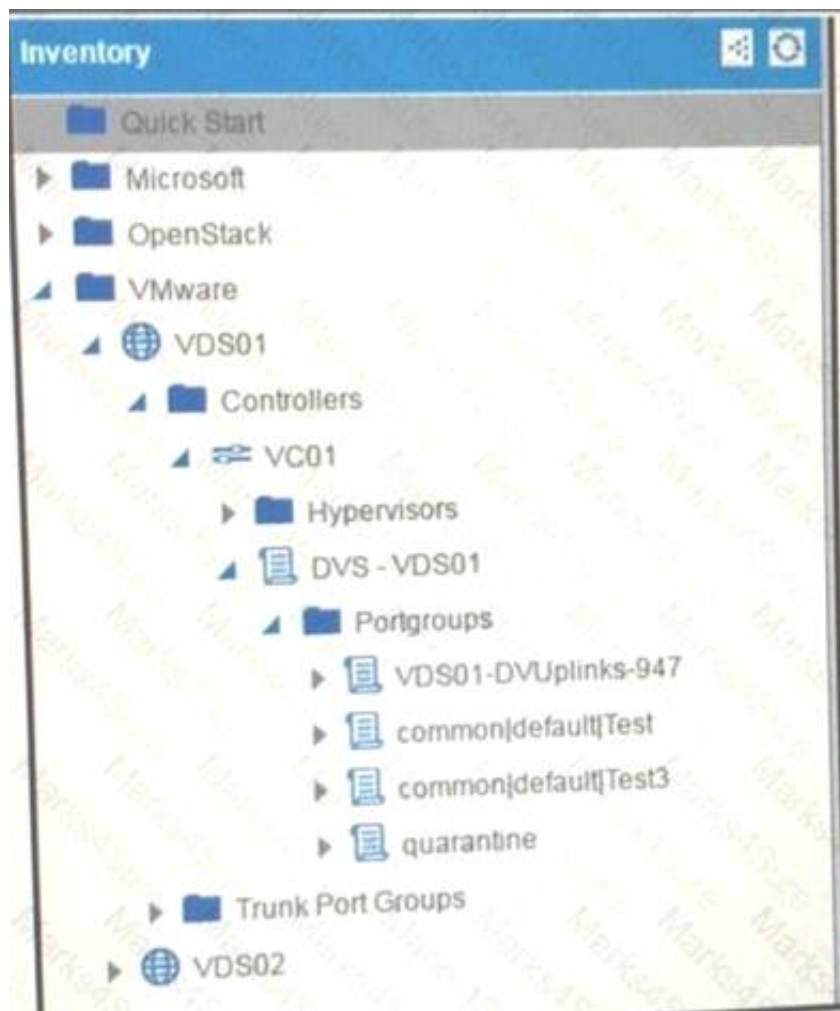 Inventory
Quick Start
Microsoft
OpenStack
VMware
VDS01
Controllers
VC01
Hypervisors
DVS - VDS01
Portgroups
VDS01-DVUplinks-947
common|default|Test
common|default|Test3
quarantine
Trunk Port Groups
VDS02